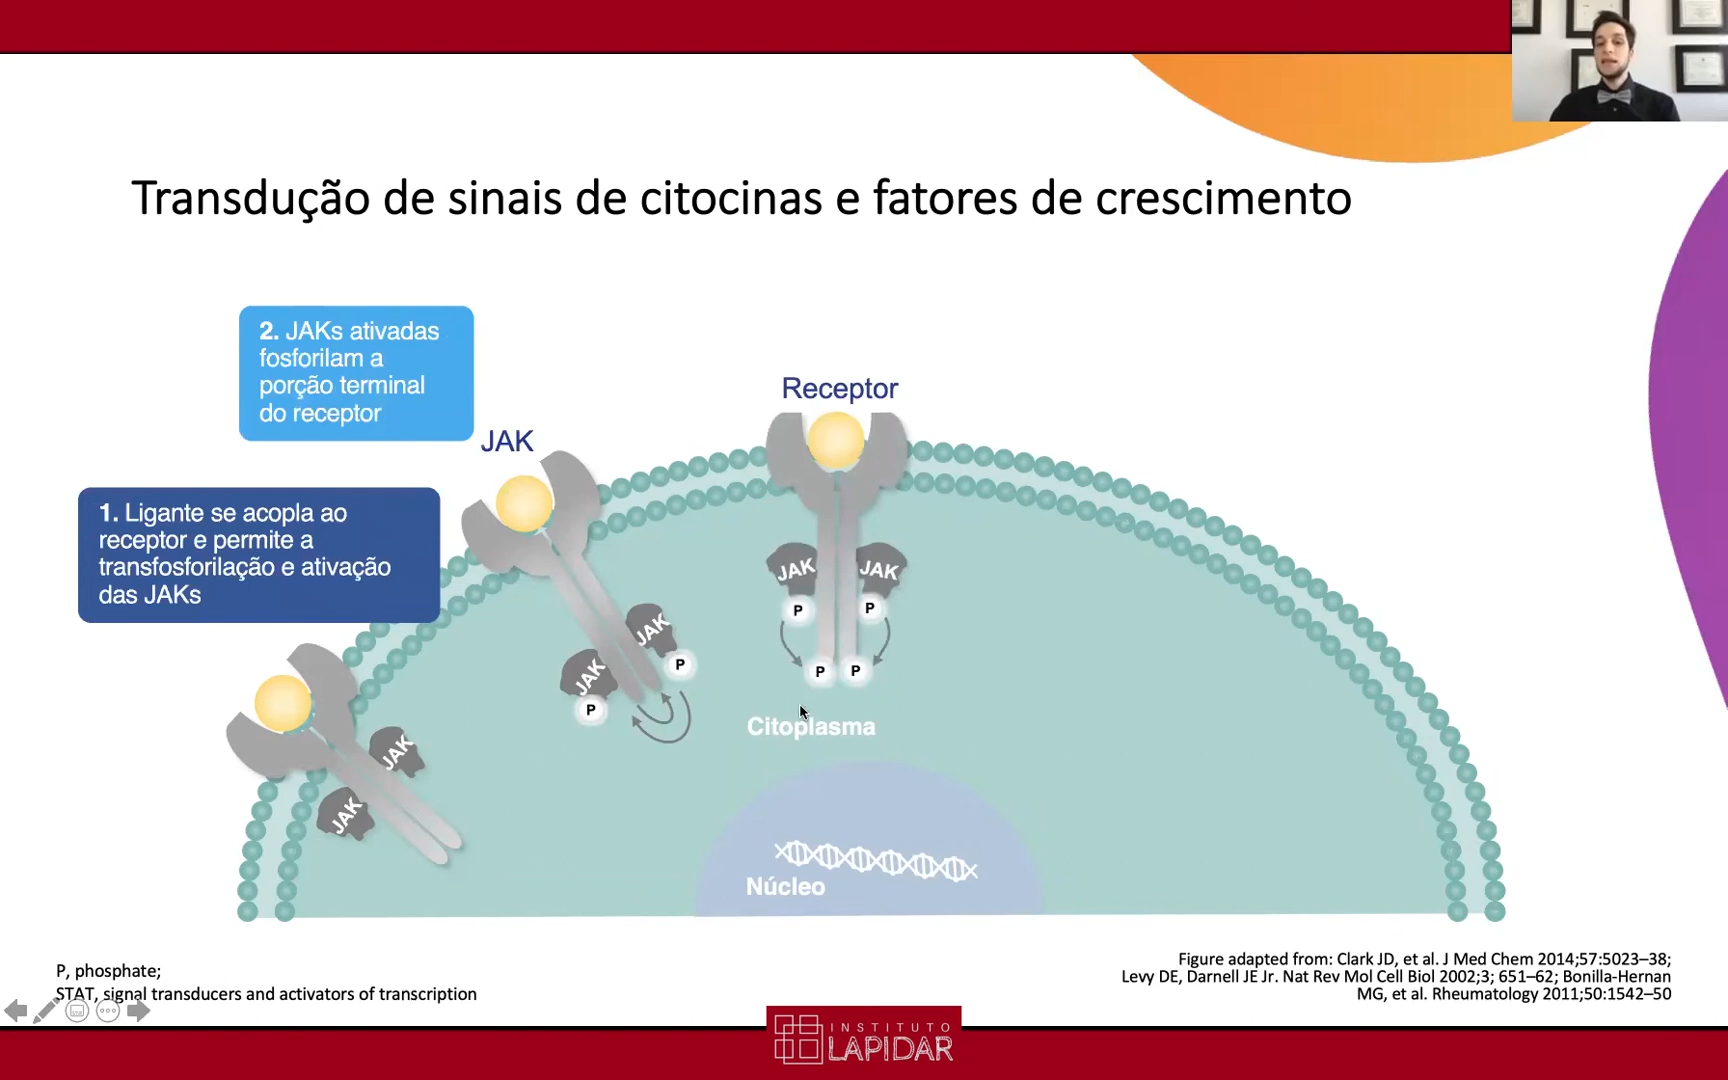 Transdução de sinais de citocinas e fatores de crescimento
2. JAKs ativadas
fosforilam a
porção terminal
do receptor
Receptor
JAK
1. Ligante se acopla ao
receptor e permite a
transfosforilação e ativação
das JAKs
JAK
JAK
P
P
JAK
P
JAK
P
P
P
Citoplasma
JAK
JAK
Núcleo
P, phosphate;
STAT, signal transducers and activators of transcription
Figure adapted from: Clark JD, et al. J Med Chem 2014;57:5023–38;
Levy DE, Darnell JE Jr. Nat Rev Mol Cell Biol 2002;3; 651–62; Bonilla-Hernan
MG, et al. Rheumatology 2011;50:1542–50
INSTITUTO
LAPIDAR